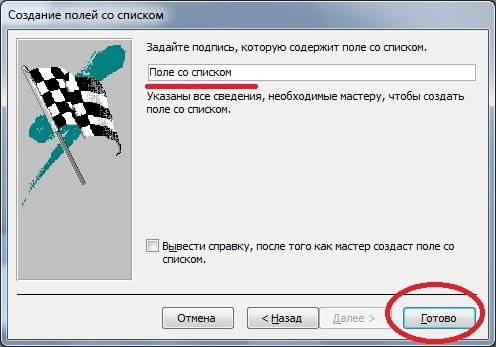 Создание полей со списком
Задайте подпись, которую содержит поле со списком.
Поле со списком
Указаны все сведения, необходимые мастеру, чтобы создать
поле со списком.
Вывести справку, после того как мастер создаст поле со
списком.
Отмена < Назад Далее > Готово